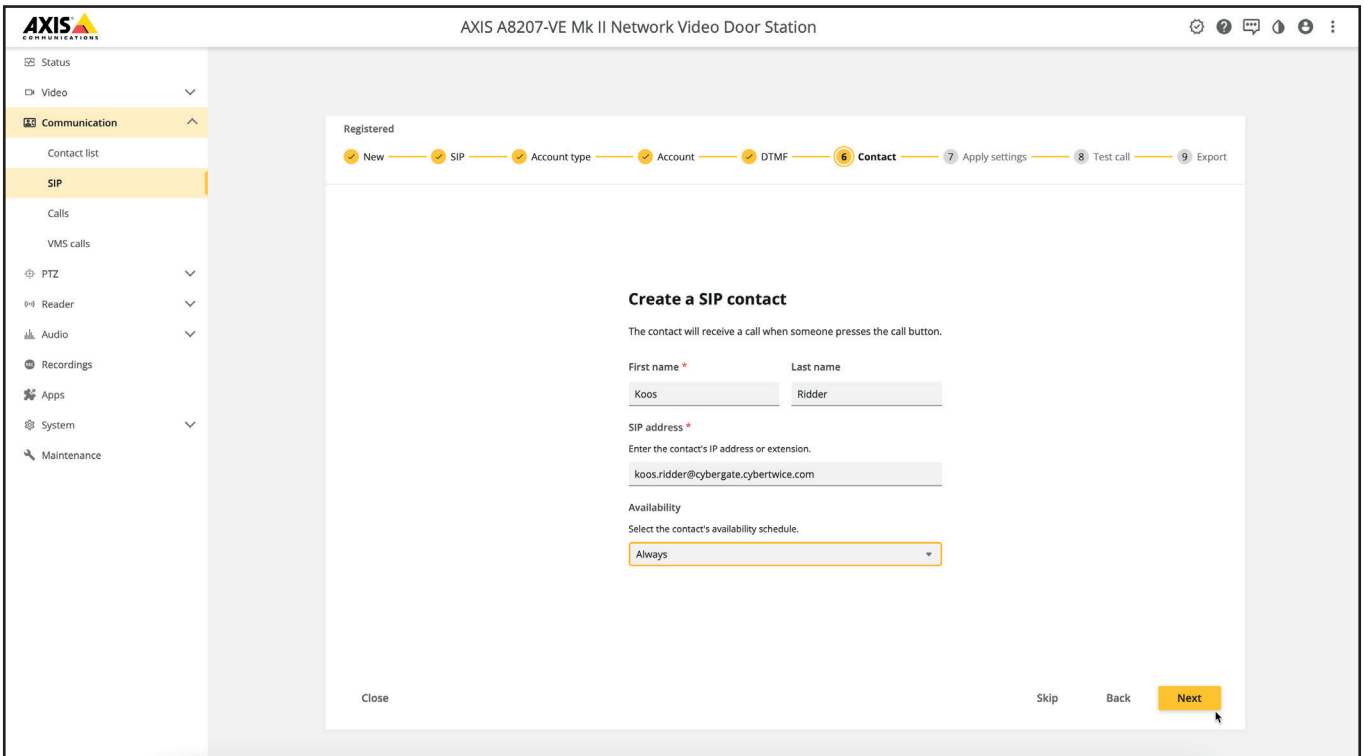 AXIS
COMMUNICATIONS
AXIS A8207-VE Mk II Network Video Door Station
Status
Video
Communication
Contact list
SIP
Calls
VMS calls
PTZ
Reader
Audio
Recordings
Apps
System
Maintenance
Registered
New SIP Account type Account DTMF 6 Contact 7 Apply settings 8 Test call 9 Export
Create a SIP contact
The contact will receive a call when someone presses the call button.
First name * Last name
Koos Ridder
SIP address *
Enter the contact's IP address or extension.
koos.ridder@cybergate.cybertwice.com
Availability
Select the contact's availability schedule.
Always
Close Skip Back Next